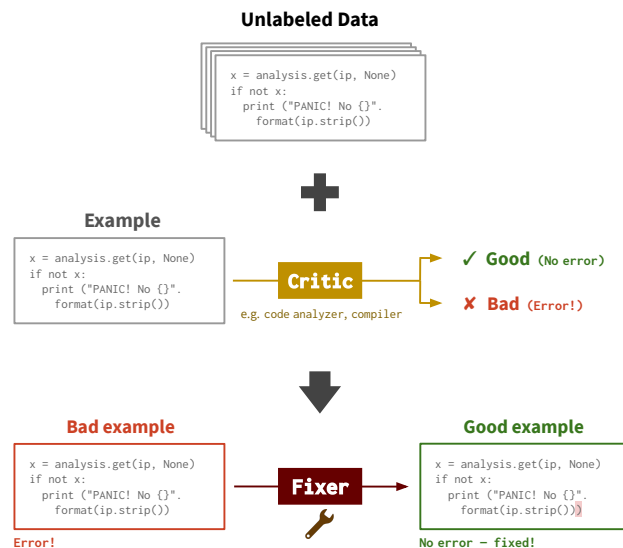 Unlabeled Data
x = analysis.get(ip, None)
if not x:
print ("PANIC! No {}".
format(ip.strip())
Example
x = analysis.get(ip, None)
if not x:
print ("PANIC! No {}".
format(ip.strip())
Critic
e.g. code analyzer, compiler
✓ Good (No error)
✘ Bad (Error!)
Bad example
x = analysis.get(ip, None)
if not x:
print ("PANIC! No {}".
format(ip.strip())
Error!
Fixer
Good example
x = analysis.get(ip, None)
if not x:
print ("PANIC! No {}".
format(ip.strip()))
No error – fixed!